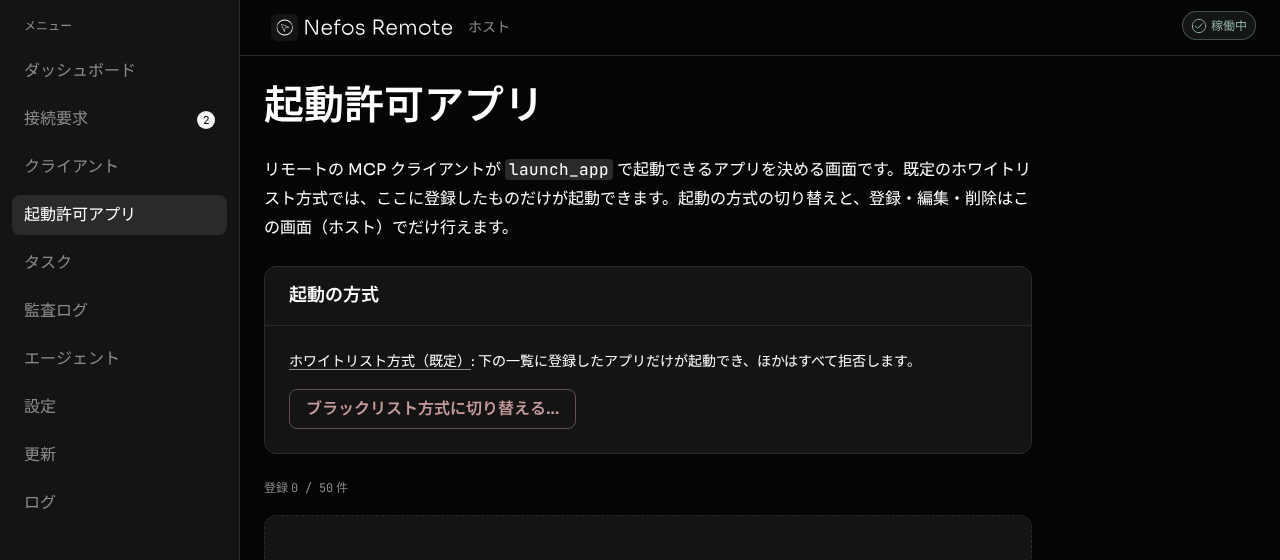 メニュー
ダッシュボード
接続要求 2
クライアント
起動許可アプリ
タスク
監査ログ
エージェント
設定
更新
ログ
Nefos Remote ホスト
稼働中
起動許可アプリ
リモートの MCP クライアントが launch_app で起動できるアプリを決める画面です。既定のホワイトリ
スト方式では、ここに登録したものだけが起動できます。起動の方式の切り替えと、登録・編集・削除はこ
の画面（ホスト）でだけ行えます。
起動の方式
ホワイトリスト方式（既定）: 下の一覧に登録したアプリだけが起動でき、ほかはすべて拒否します。
ブラックリスト方式に切り替える…
登録 0 / 50 件